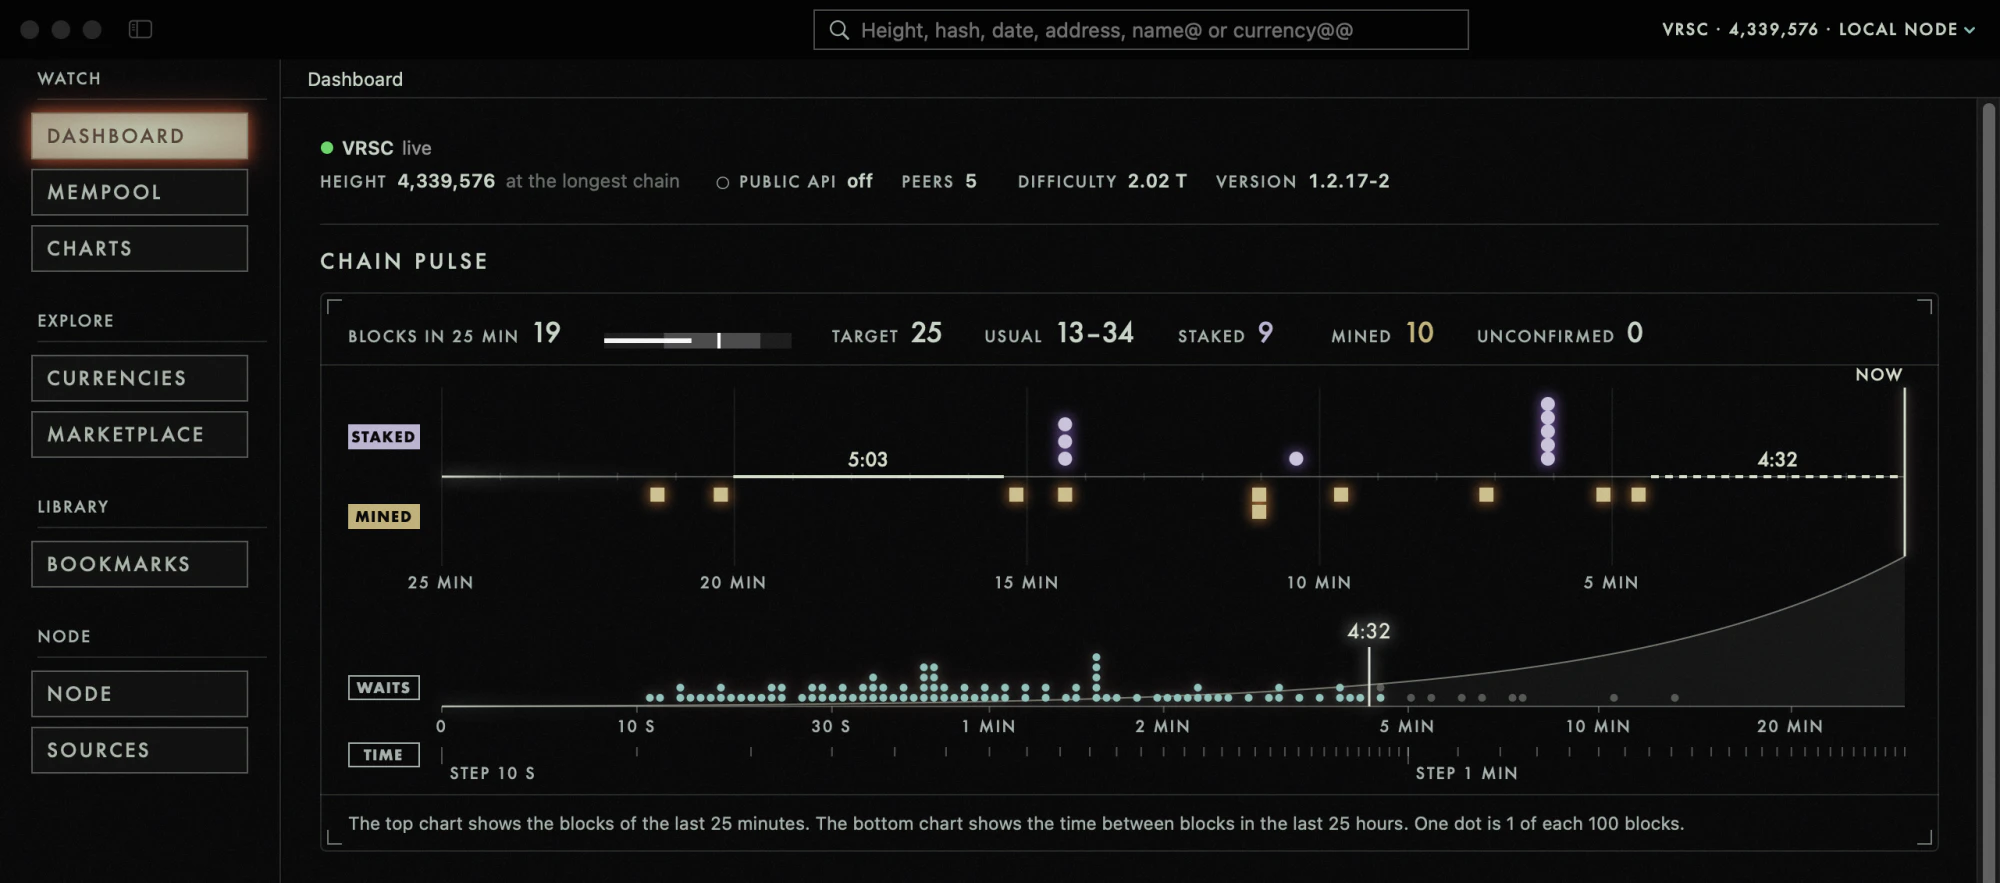 Height, hash, date, address, name@ or currency@@
VRSC · 4,339,576 · LOCAL NODE
WATCH
DASHBOARD
MEMPOOL
CHARTS
EXPLORE
CURRENCIES
MARKETPLACE
LIBRARY
BOOKMARKS
NODE
NODE
SOURCES
Dashboard
VRSC live
HEIGHT 4,339,576 at the longest chain PUBLIC API off PEERS 5 DIFFICULTY 2.02 T VERSION 1.2.17-2
CHAIN PULSE
BLOCKS IN 25 MIN 19 TARGET 25 USUAL 13–34 STAKED 9 MINED 10 UNCONFIRMED 0
NOW
STAKED
5:03 4:32
MINED
25 MIN 20 MIN 15 MIN 10 MIN 5 MIN
4:32
WAITS
0 10 S 30 S 1 MIN 2 MIN 5 MIN 10 MIN 20 MIN
TIME
STEP 10 S STEP 1 MIN
The top chart shows the blocks of the last 25 minutes. The bottom chart shows the time between blocks in the last 25 hours. One dot is 1 of each 100 blocks.